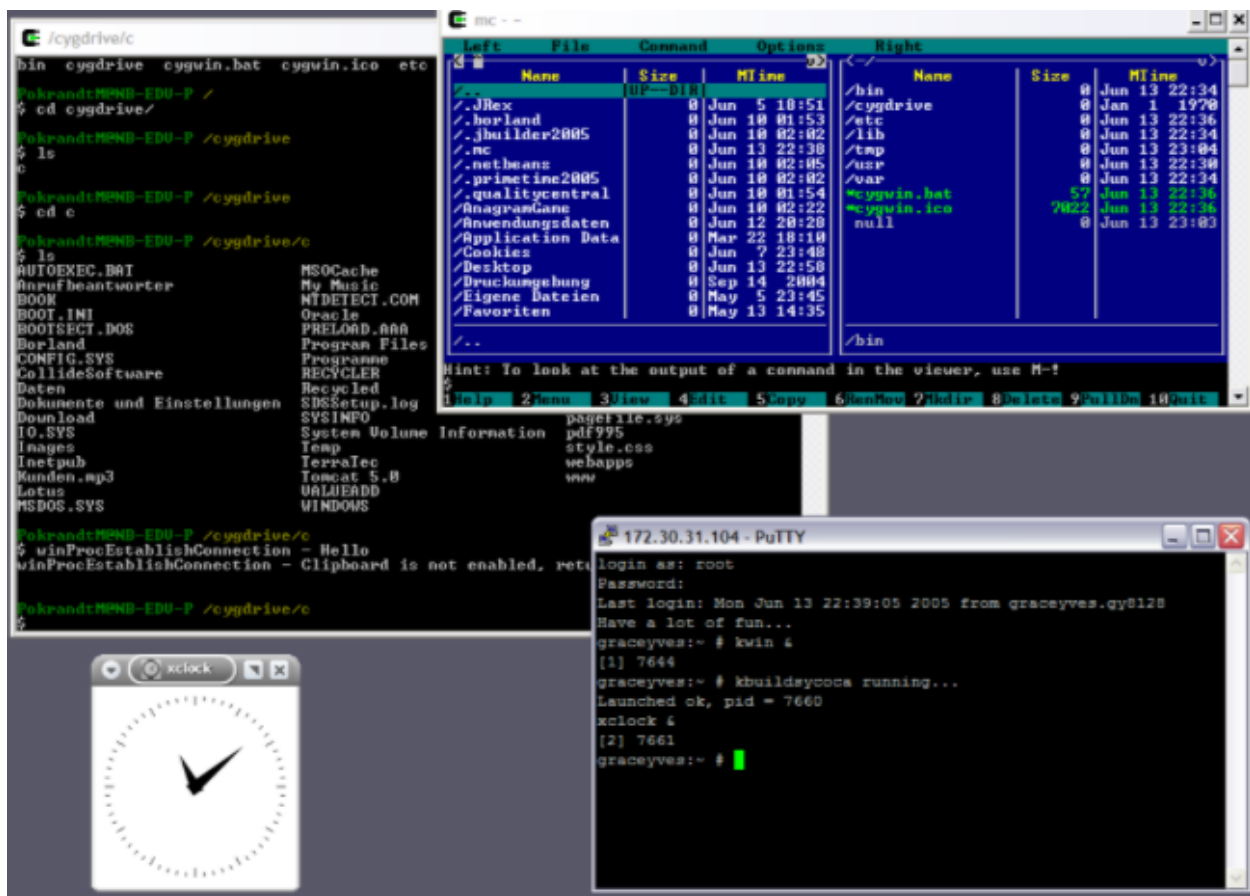 /cygdrive/c
bin cygdrive cygwin.bat cygwin.ico etc
PokrandtM@NB-EDU-P /
$ cd cygdrive/
PokrandtM@NB-EDU-P /cygdrive
$ ls
c
PokrandtM@NB-EDU-P /cygdrive
$ cd c
PokrandtM@NB-EDU-P /cygdrive/c
$ ls
AUTOEXEC.BAT MSOCache
Anrufbeantworter My Music
BOOK NTDETECT.COM
BOOT.INI Oracle
BOOTSECT.DOS PRELOAD.AAA
Borland Program Files
CONFIG.SYS Programme
CollideSoftware RECYCLER
Daten Recycled
Dokumente und Einstellungen SDSSetup.log
Download SYSINFO pagefile.sys
IO.SYS System Volume Information pdf995
Images Temp style.css
Inetpub TerraTec webapps
Kunden.mp3 Tomcat 5.0 www
Lotus VALUEADD
MSDOS.SYS WINDOWS
PokrandtM@NB-EDU-P /cygdrive/c
$ winProcEstablishConnection - Hello
winProcEstablishConnection - Clipboard is not enabled, retu
PokrandtM@NB-EDU-P /cygdrive/c
$
mc - -
Left File Command Options Right
Name Size MTime
/.. UP--DIR
/.JRex 0 Jun 5 18:51
/.borland 0 Jun 10 01:53
/.jbuilder2005 0 Jun 10 02:02
/.mc 0 Jun 13 22:38
/.netbeans 0 Jun 10 02:05
/.primetime2005 0 Jun 10 02:02
/.qualitycentral 0 Jun 10 01:54
/AnagramGame 0 Jun 10 02:22
/Anwendungsdaten 0 Jun 12 20:28
/Application Data 0 Mar 22 18:10
/Cookies 0 Jun 7 23:48
/Desktop 0 Jun 13 22:58
/Druckumgebung 0 Sep 14 2004
/Eigene Dateien 0 May 5 23:45
/Favoriten 0 May 13 14:35
/..
<-/ v>
Name Size MTime
/bin 0 Jun 13 22:34
/cygdrive 0 Jan 1 1970
/etc 0 Jun 13 22:36
/lib 0 Jun 13 22:34
/tmp 0 Jun 13 23:04
/usr 0 Jun 13 22:30
/var 0 Jun 13 22:34
*cygwin.bat 57 Jun 13 22:36
*cygwin.ico 7022 Jun 13 22:36
null 0 Jun 13 23:03
/bin
Hint: To look at the output of a command in the viewer, use M-!
$
1Help 2Menu 3View 4Edit 5Copy 6RenMov 7Mkdir 8Delete 9PullDn 10Quit
172.30.31.104 - PuTTY
login as: root
Password:
Last login: Mon Jun 13 22:39:05 2005 from graceyves.gy8128
Have a lot of fun...
graceyves:~ # kwin &
[1] 7644
graceyves:~ # kbuildsycoca running...
Launched ok, pid = 7660
xclock &
[2] 7661
graceyves:~ #
xclock